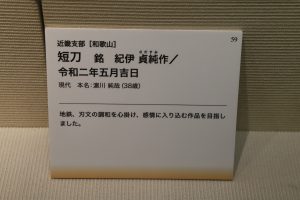 59
近畿支部［和歌山］
短刀　銘　紀伊 貞純作／
令和二年五月吉日
現代　本名：瀬川 純哉（38歳）
地鉄、刃文の調和を心掛け、感情に入り込む作品を目指し
ました。